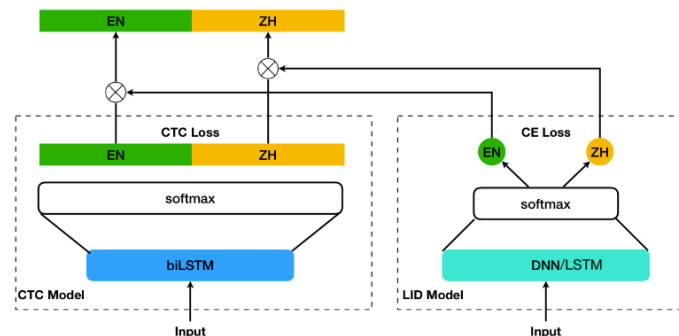 EN ZH
CTC Loss
EN ZH
softmax
biLSTM
CTC Model
Input
CE Loss
EN ZH
softmax
DNN/LSTM
LID Model
Input